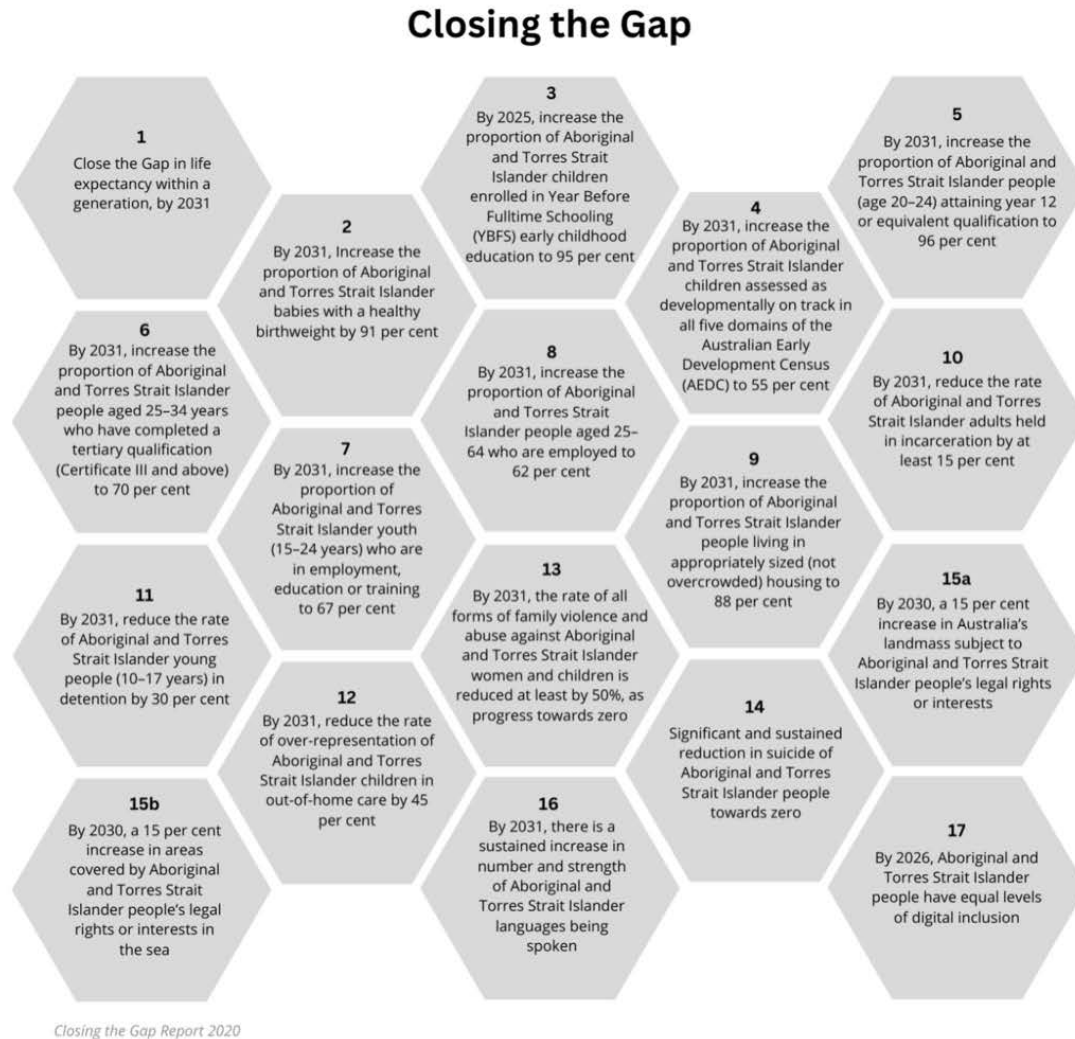 Closing the Gap
1
Close the Gap in life
expectancy within a
generation, by 2031
2
By 2031, Increase the
proportion of Aboriginal
and Torres Strait Islander
babies with a healthy
birthweight by 91 per cent
3
By 2025, increase the
proportion of Aboriginal
and Torres Strait
Islander children
enrolled in Year Before
Fulltime Schooling
(YBFS) early childhood
education to 95 per cent
4
By 2031, increase the
proportion of Aboriginal
and Torres Strait Islander
children assessed as
developmentally on track in
all five domains of the
Australian Early
Development Census
(AEDC) to 55 per cent
5
By 2031, increase the
proportion of Aboriginal and
Torres Strait Islander people
(age 20–24) attaining year 12
or equivalent qualification to
96 per cent
6
By 2031, increase the
proportion of Aboriginal
and Torres Strait Islander
people aged 25–34 years
who have completed a
tertiary qualification
(Certificate III and above)
to 70 per cent
7
By 2031, increase the
proportion of
Aboriginal and Torres
Strait Islander youth
(15–24 years) who are
in employment,
education or training
to 67 per cent
8
By 2031, increase the
proportion of Aboriginal
and Torres Strait
Islander people aged 25–
64 who are employed to
62 per cent
9
By 2031, increase the
proportion of Aboriginal
and Torres Strait Islander
people living in
appropriately sized (not
overcrowded) housing to
88 per cent
10
By 2031, reduce the rate
of Aboriginal and Torres
Strait Islander adults held
in incarceration by at
least 15 per cent
11
By 2031, reduce the rate
of Aboriginal and Torres
Strait Islander young
people (10–17 years) in
detention by 30 per cent
12
By 2031, reduce the rate
of over-representation of
Aboriginal and Torres
Strait Islander children in
out-of-home care by 45
per cent
13
By 2031, the rate of all
forms of family violence and
abuse against Aboriginal
and Torres Strait Islander
women and children is
reduced at least by 50%, as
progress towards zero
14
Significant and sustained
reduction in suicide of
Aboriginal and Torres
Strait Islander people
towards zero
15a
By 2030, a 15 per cent
increase in Australia's
landmass subject to
Aboriginal and Torres Strait
Islander people's legal rights
or interests
15b
By 2030, a 15 per cent
increase in areas
covered by Aboriginal
and Torres Strait
Islander people's legal
rights or interests in
the sea
16
By 2031, there is a
sustained increase in
number and strength
of Aboriginal and
Torres Strait Islander
languages being
spoken
17
By 2026, Aboriginal and
Torres Strait Islander
people have equal levels
of digital inclusion
Closing the Gap Report 2020